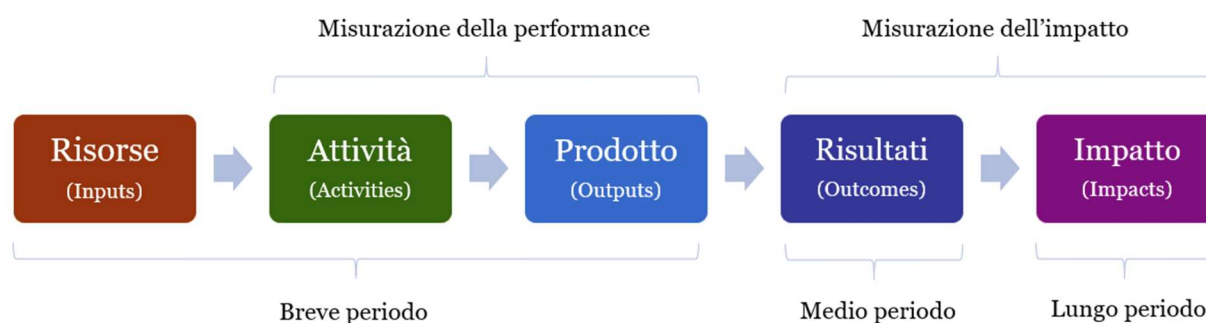 Misurazione della performance
Misurazione dell'impatto
Risorse
(Inputs)
Attività
(Activities)
Prodotto
(Outputs)
Risultati
(Outcomes)
Impatto
(Impacts)
Breve periodo
Medio periodo
Lungo periodo